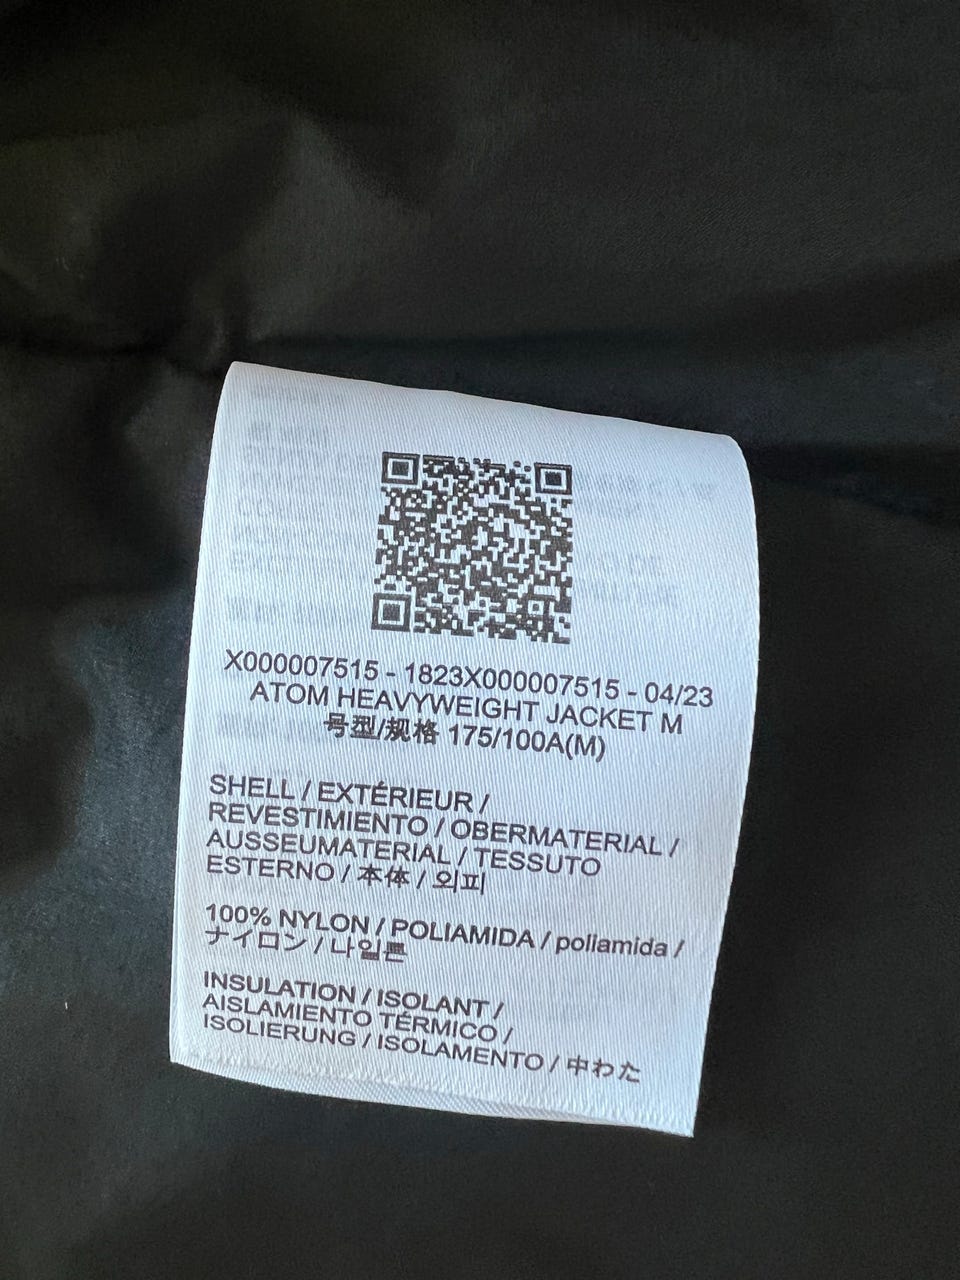 X000007515 - 1823X000007515 - 04/23
ATOM HEAVYWEIGHT JACKET M
号型/规格 175/100A(M)
SHELL / EXTÉRIEUR /
REVESTIMIENTO / OBERMATERIAL /
AUSSEUMATERIAL / TESSUTO
ESTERNO / 本体 / 외피
100% NYLON / POLIAMIDA / poliamida /
ナイロン / 나일론
INSULATION / ISOLANT /
AISLAMIENTO TÉRMICO /
ISOLIERUNG / ISOLAMENTO / 中わた